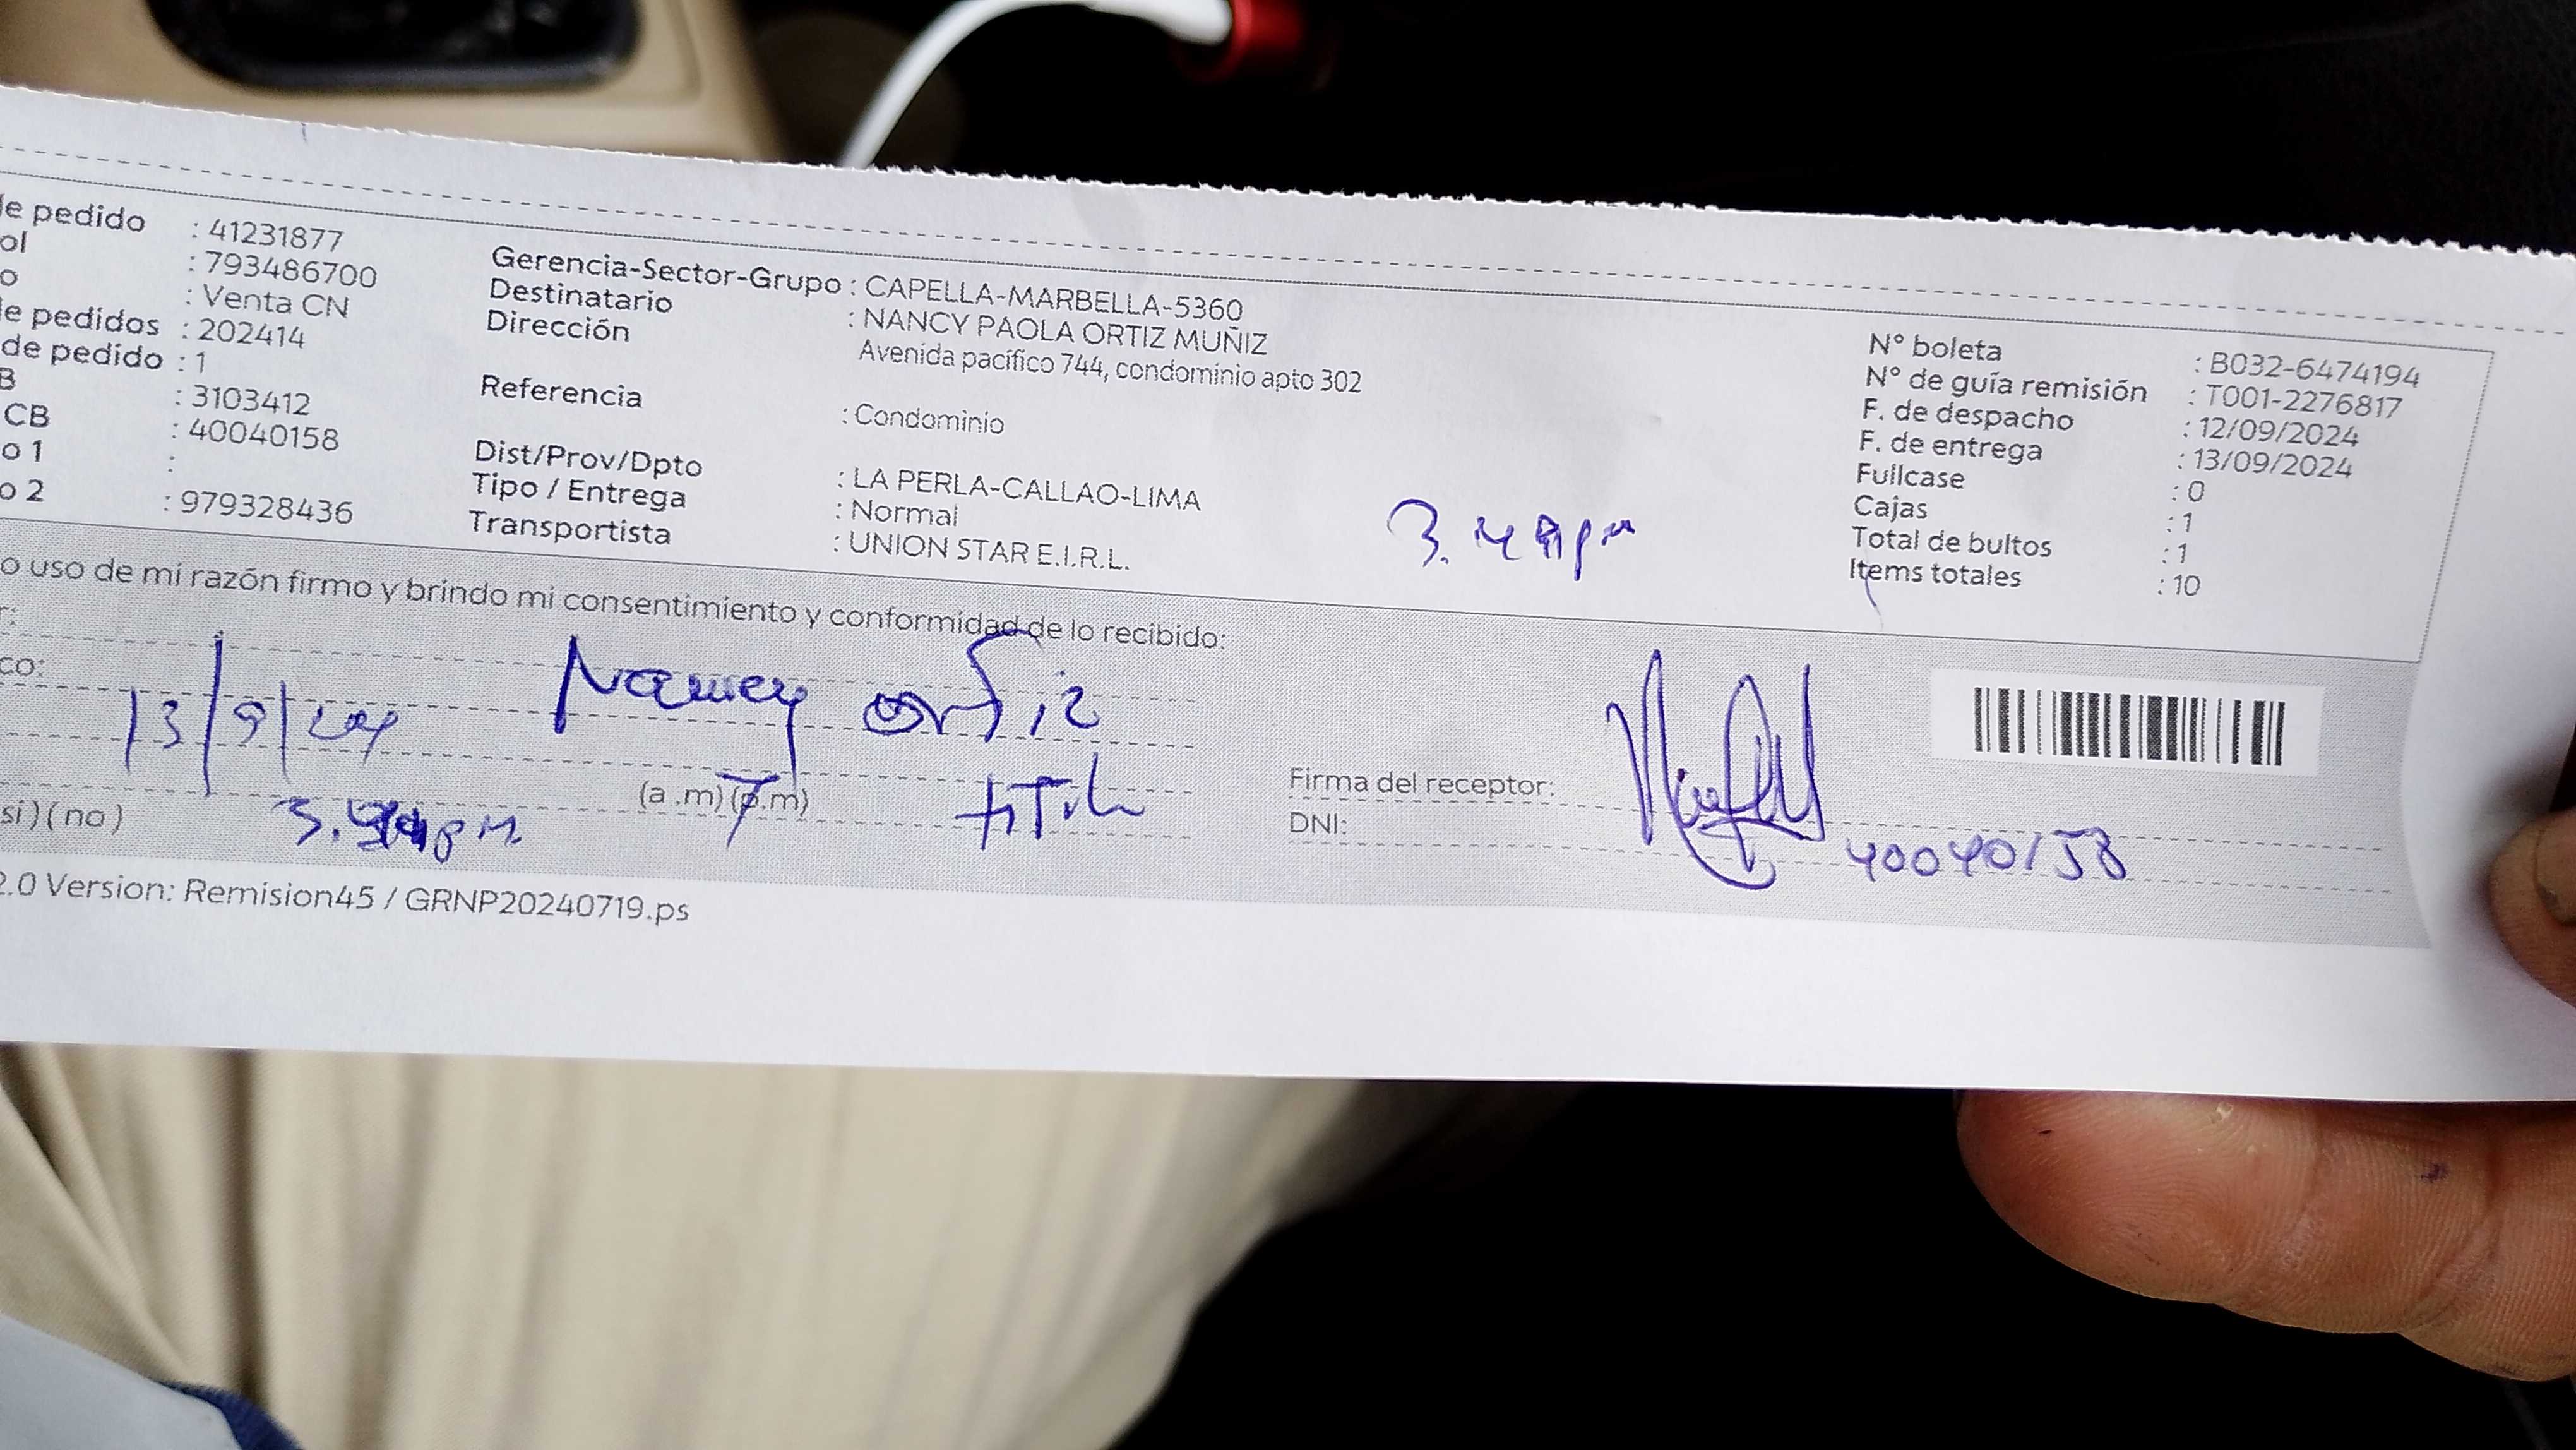 le pedido : 41231877
ol : 793486700
o : Venta CN
le pedidos : 202414
de pedido : 1
B : 3103412
CB : 40040158
o 1 :
o 2 : 979328436
Gerencia-Sector-Grupo : CAPELLA-MARBELLA-5360
Destinatario : NANCY PAOLA ORTIZ MUÑIZ
Dirección Avenida pacífico 744, condominio apto 302
Referencia : Condominio
Dist/Prov/Dpto : LA PERLA-CALLAO-LIMA
Tipo / Entrega : Normal
Transportista : UNION STAR E.I.R.L.
N° boleta : B032-6474194
N° de guía remisión : T001-2276817
F. de despacho : 12/09/2024
F. de entrega : 13/09/2024
Fullcase : 0
Cajas : 1
Total de bultos : 1
Items totales : 10
o uso de mi razón firmo y brindo mi consentimiento y conformidad de lo recibido:
r:
co:
Nancy ortiz
13/9/24
si ) ( no )
(a .m) (p.m)
Firma del receptor:
DNI: 40040158
2.0 Version: Remision45 / GRNP20240719.ps